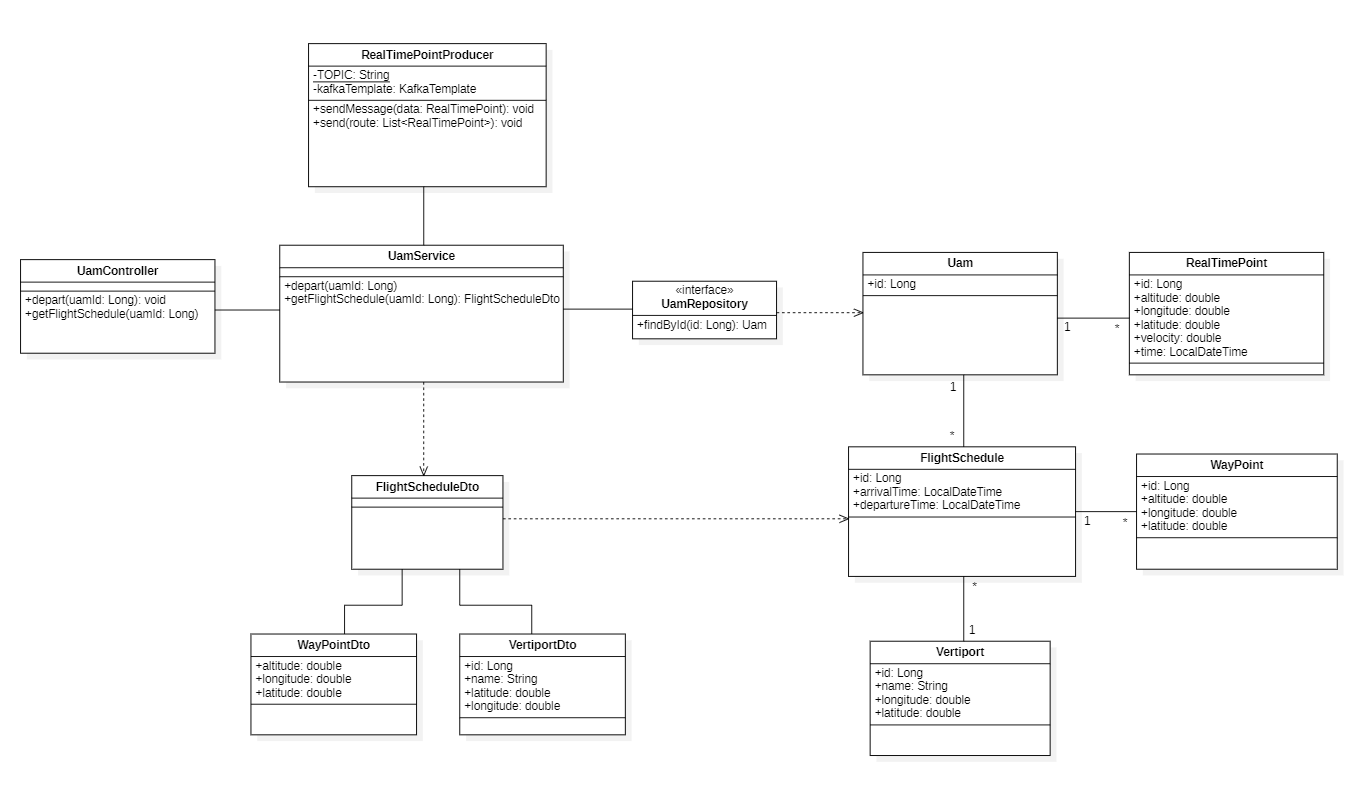 RealTimePointProducer
-TOPIC: String
-kafkaTemplate: KafkaTemplate
+sendMessage(data: RealTimePoint): void
+send(route: List<RealTimePoint>): void
UamController
+depart(uamId: Long): void
+getFlightSchedule(uamId: Long)
UamService
+depart(uamId: Long)
+getFlightSchedule(uamId: Long): FlightScheduleDto
«interface»
UamRepository
+findById(id: Long): Uam
Uam
+id: Long
1
*
RealTimePoint
+id: Long
+altitude: double
+longitude: double
+latitude: double
+velocity: double
+time: LocalDateTime
1
*
FlightScheduleDto
FlightSchedule
+id: Long
+arrivalTime: LocalDateTime
+departureTime: LocalDateTime
1
*
WayPoint
+id: Long
+altitude: double
+longitude: double
+latitude: double
*
1
WayPointDto
+altitude: double
+longitude: double
+latitude: double
VertiportDto
+id: Long
+name: String
+latitude: double
+longitude: double
Vertiport
+id: Long
+name: String
+longitude: double
+latitude: double